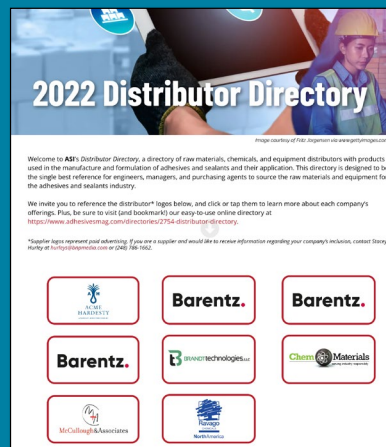 2022 Distributor Directory
Image courtesy of Fritz Jorgensen via www.gettyimages.com
Welcome to ASI's Distributor Directory, a directory of raw materials, chemicals, and equipment distributors with products
used in the manufacture and formulation of adhesives and sealants and their application. This directory is designed to be
the single best reference for engineers, managers, and purchasing agents to source the raw materials and equipment for
the adhesives and sealants industry.
We invite you to reference the distributor* logos below, and click or tap them to learn more about each company's
offerings. Plus, be sure to visit (and bookmark!) our easy-to-use online directory at
https://www.adhesivesmag.com/directories/2754-distributor-directory.
*Supplier logos represent paid advertising. If you are a supplier and would like to receive information regarding your company's inclusion, contact Stacey
Hurley at hurleys@bnpmedia.com or (248) 786-1662.
ACME
HARDESTY
Barentz.
Barentz.
Barentz.
BRANDTtechnologies,LLC
Chem Materials
McCullough&Associates
Ravago
NorthAmerica